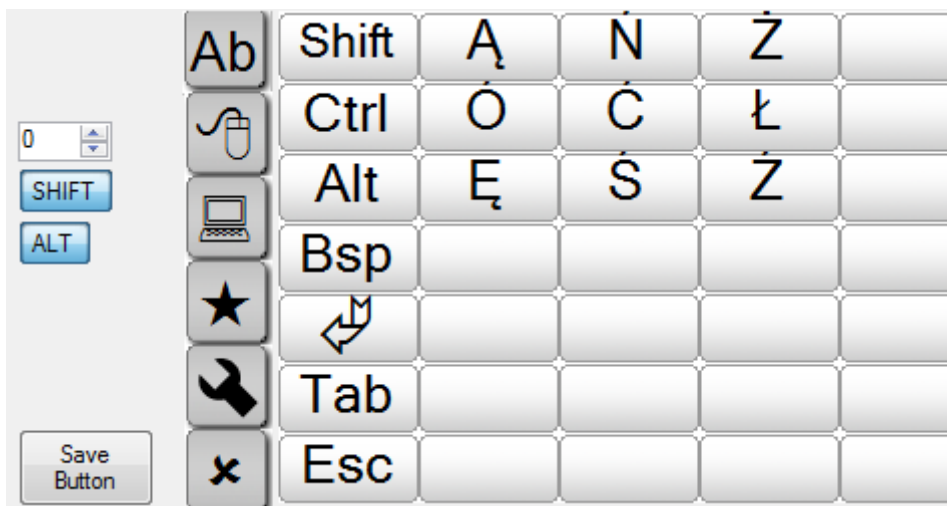 Ab Shift Ą Ń Ż
0 Ctrl Ó Ć Ł
SHIFT Alt Ę Ś Ź
ALT Bsp
Tab
Save Button Esc